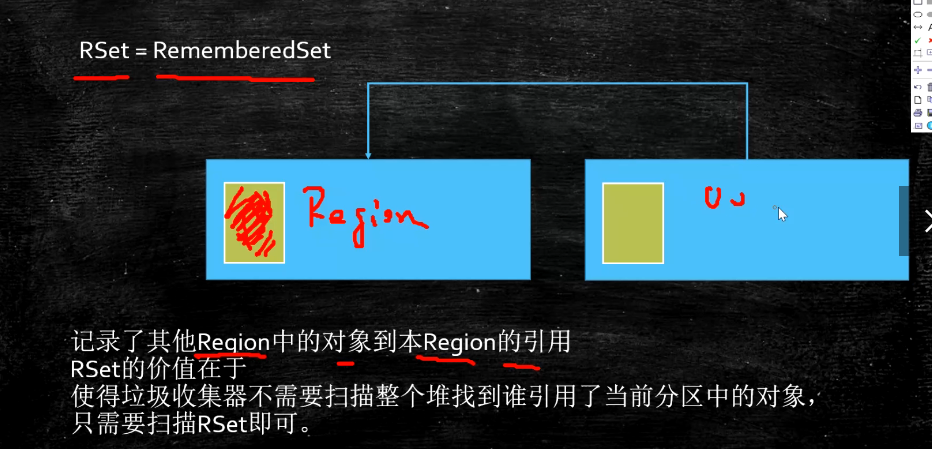 RSet = RememberedSet
Region
记录了其他Region中的对象到本Region的引用
RSet的价值在于
使得垃圾收集器不需要扫描整个堆找到谁引用了当前分区中的对象，
只需要扫描RSet即可。